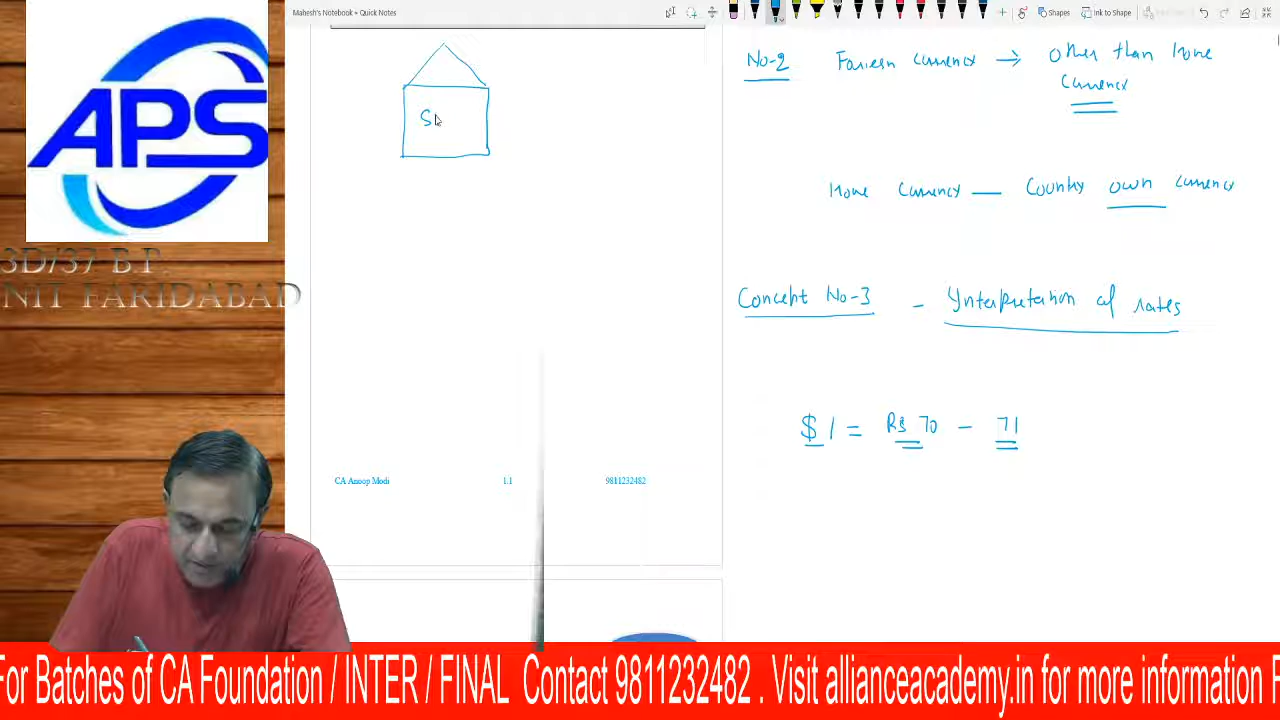 Mahesh's Notebook • Quick Notes
Shapes
Ink to Shape
APS
3D/37 B.P.
NIT FARIDABAD
S
No-2 Foriegn currency → other than Home
Currency
Home Currency — Country own currency
Concept No-3 - Interpretation of rates
$ 1 = RS 70 - 71
CA Anoop Modi 1.1 9811232482
For Batches of CA Foundation / INTER / FINAL Contact 9811232482 . Visit allianceacademy.in for more information F